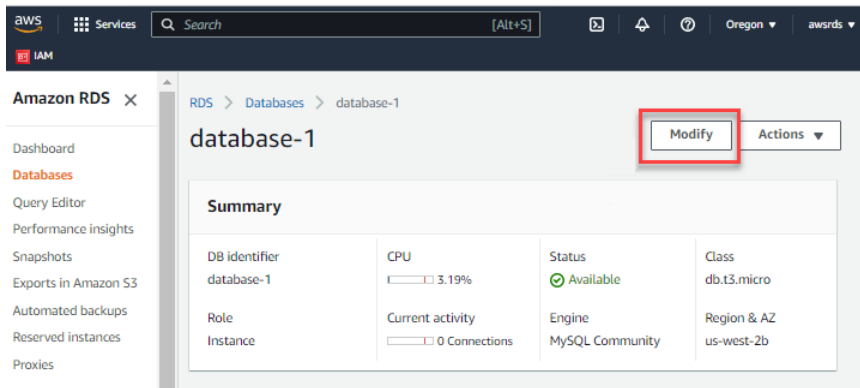 aws Services Search [Alt+S] Oregon ▼ awsrds ▼
IAM
Amazon RDS
RDS > Databases > database-1
database-1
Modify
Actions ▼
Dashboard
Databases
Query Editor
Performance insights
Snapshots
Exports in Amazon S3
Automated backups
Reserved instances
Proxies
Summary
DB identifier
database-1
CPU
3.19%
Status
Available
Class
db.t3.micro
Role
Instance
Current activity
0 Connections
Engine
MySQL Community
Region & AZ
us-west-2b